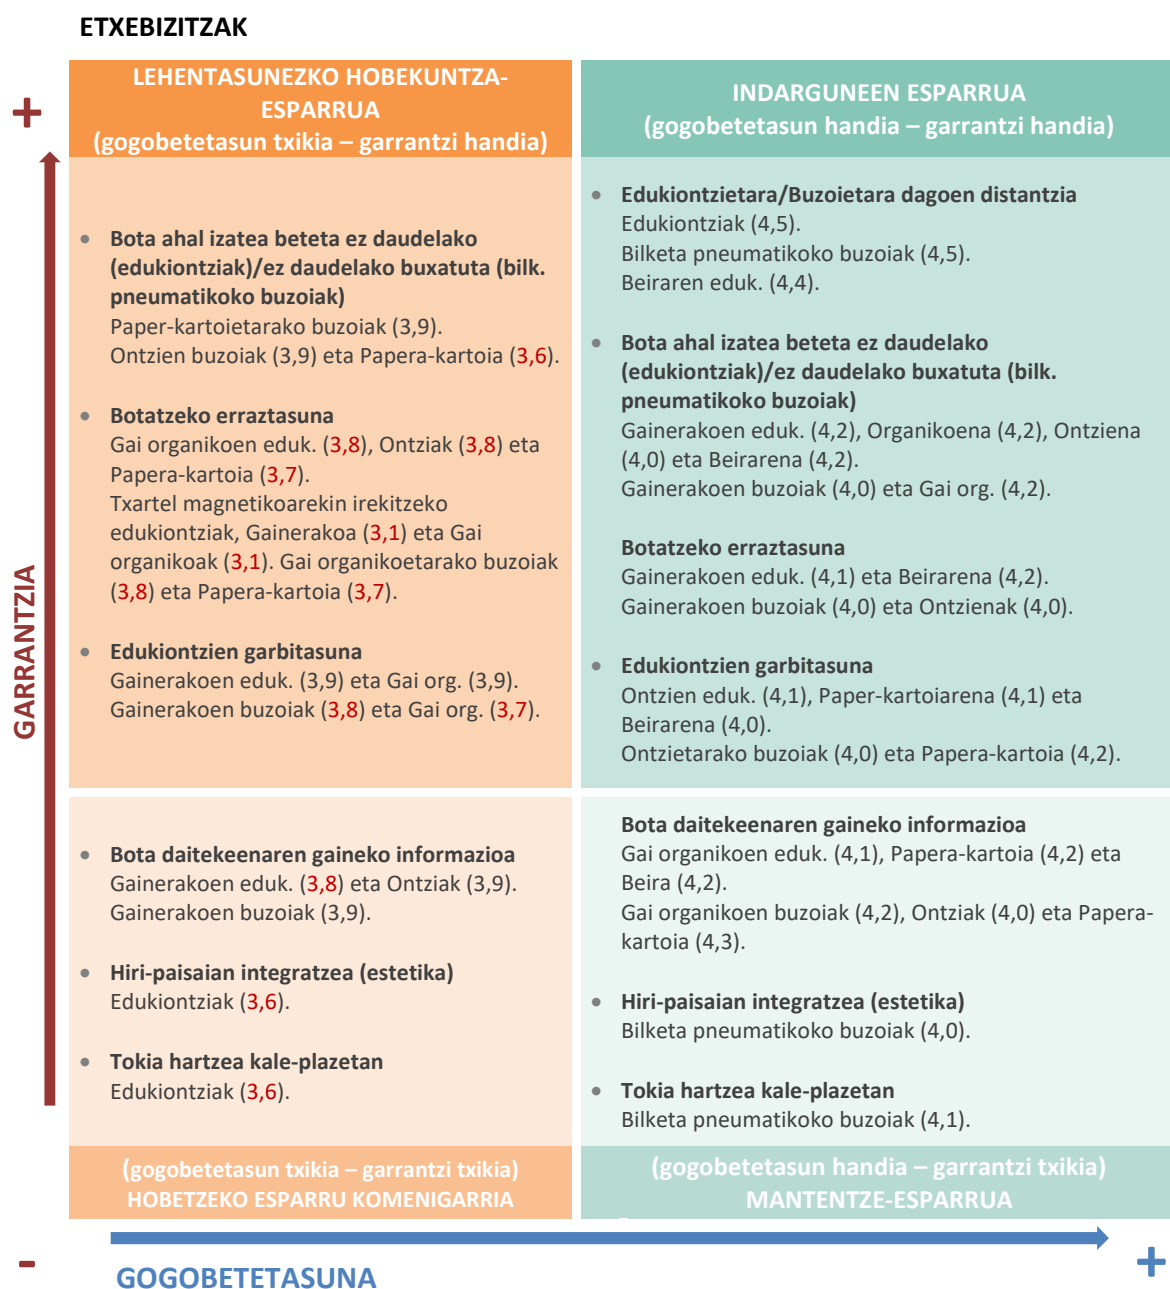 ETXEBIZITZAK
+
LEHENTASUNEZKO HOBEKUNTZA-
ESPARRUA
(gogobetetasun txikia – garrantzi handia)
• Bota ahal izatea beteta ez daudelako
(edukiontziak)/ez daudelako buxatuta (bilk.
pneumatikoko buzoiak)
Paper-kartoietarako buzoiak (3,9).
Ontzien buzoiak (3,9) eta Papera-kartoia (3,6).
• Botatzeko erraztasuna
Gai organikoen eduk. (3,8), Ontziak (3,8) eta
Papera-kartoia (3,7).
Txartel magnetikoarekin irekitzeko
edukiontziak, Gainerakoa (3,1) eta Gai
organikoak (3,1). Gai organikoetarako buzoiak
(3,8) eta Papera-kartoia (3,7).
• Edukiontzien garbitasuna
Gainerakoen eduk. (3,9) eta Gai org. (3,9).
Gainerakoen buzoiak (3,8) eta Gai org. (3,7).
INDARGUNEEN ESPARRUA
(gogobetetasun handia – garrantzi handia)
• Edukiontzietara/Buzoietara dagoen distantzia
Edukiontziak (4,5).
Bilketa pneumatikoko buzoiak (4,5).
Beiraren eduk. (4,4).
• Bota ahal izatea beteta ez daudelako
(edukiontziak)/ez daudelako buxatuta (bilk.
pneumatikoko buzoiak)
Gainerakoen eduk. (4,2), Organikoena (4,2), Ontziena
(4,0) eta Beirarena (4,2).
Gainerakoen buzoiak (4,0) eta Gai org. (4,2).
Botatzeko erraztasuna
Gainerakoen eduk. (4,1) eta Beirarena (4,2).
Gainerakoen buzoiak (4,0) eta Ontzienak (4,0).
• Edukiontzien garbitasuna
Ontzien eduk. (4,1), Paper-kartoiarena (4,1) eta
Beirarena (4,0).
Ontzietarako buzoiak (4,0) eta Papera-kartoia (4,2).
GARRANTZIA
• Bota daitekeenaren gaineko informazioa
Gainerakoen eduk. (3,8) eta Ontziak (3,9).
Gainerakoen buzoiak (3,9).
• Hiri-paisaian integratzea (estetika)
Edukiontziak (3,6).
• Tokia hartzea kale-plazetan
Edukiontziak (3,6).
(gogobetetasun txikia – garrantzi txikia)
HOBETZEKO ESPARRU KOMENIGARRIA
Bota daitekeenaren gaineko informazioa
Gai organikoen eduk. (4,1), Papera-kartoia (4,2) eta
Beira (4,2).
Gai organikoen buzoiak (4,2), Ontziak (4,0) eta Papera-
kartoia (4,3).
• Hiri-paisaian integratzea (estetika)
Bilketa pneumatikoko buzoiak (4,0).
• Tokia hartzea kale-plazetan
Bilketa pneumatikoko buzoiak (4,1).
(gogobetetasun handia – garrantzi txikia)
MANTENTZE-ESPARRUA
-
GOGOBETETASUNA
+